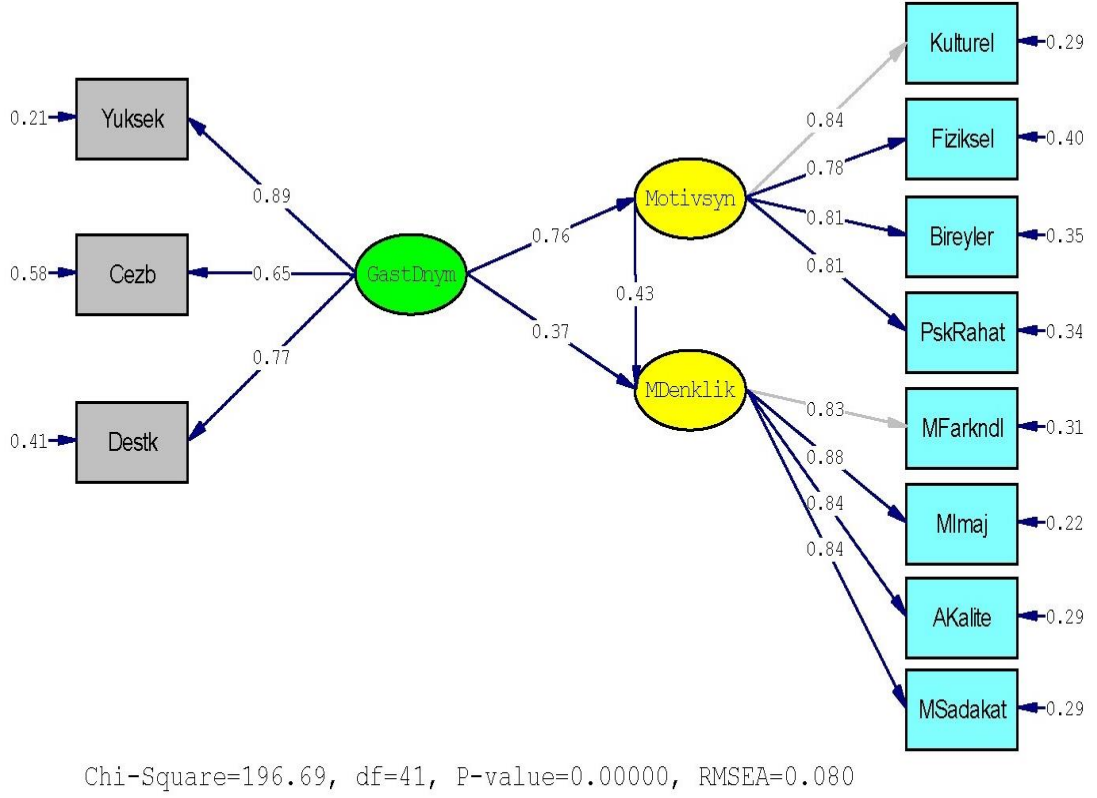 Kulturel
0.29
0.84
Yuksek
0.21
Fiziksel
0.40
0.78
0.89
Motivsyn
0.81
Bireyler
0.35
0.76
0.81
Cezb
0.58
0.65
GastDnym
0.43
PskRahat
0.34
0.37
0.77
MDenklik
0.83
MFarkndl
0.31
Destk
0.41
0.88
0.84
MImaj
0.22
0.84
AKalite
0.29
MSadakat
0.29
Chi-Square=196.69, df=41, P-value=0.00000, RMSEA=0.080